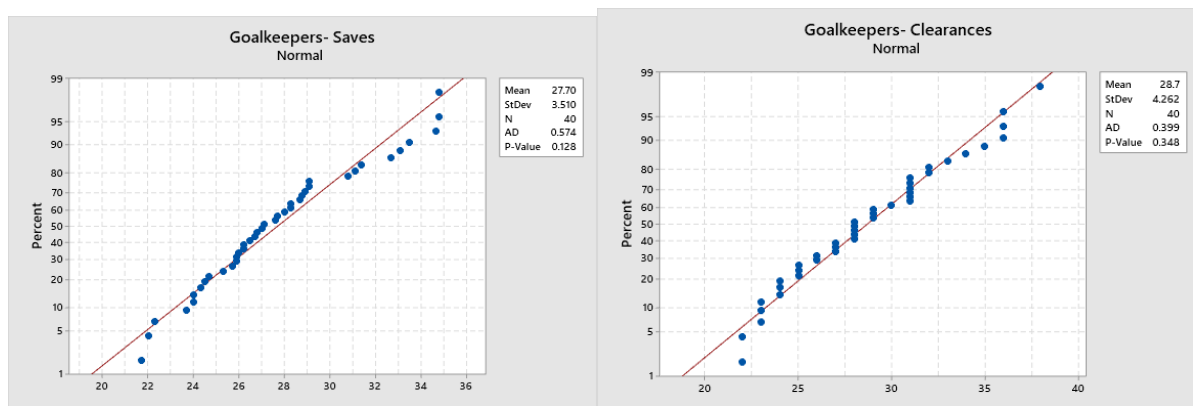 Goalkeepers- Saves
Normal
99
95
90
80
70
60
50
40
30
20
10
5
1
Percent
20 22 24 26 28 30 32 34 36
Mean 27.70
StDev 3.510
N 40
AD 0.574
P-Value 0.128
Goalkeepers- Clearances
Normal
99
95
90
80
70
60
50
40
30
20
10
5
1
Percent
20 25 30 35 40
Mean 28.7
StDev 4.262
N 40
AD 0.399
P-Value 0.348